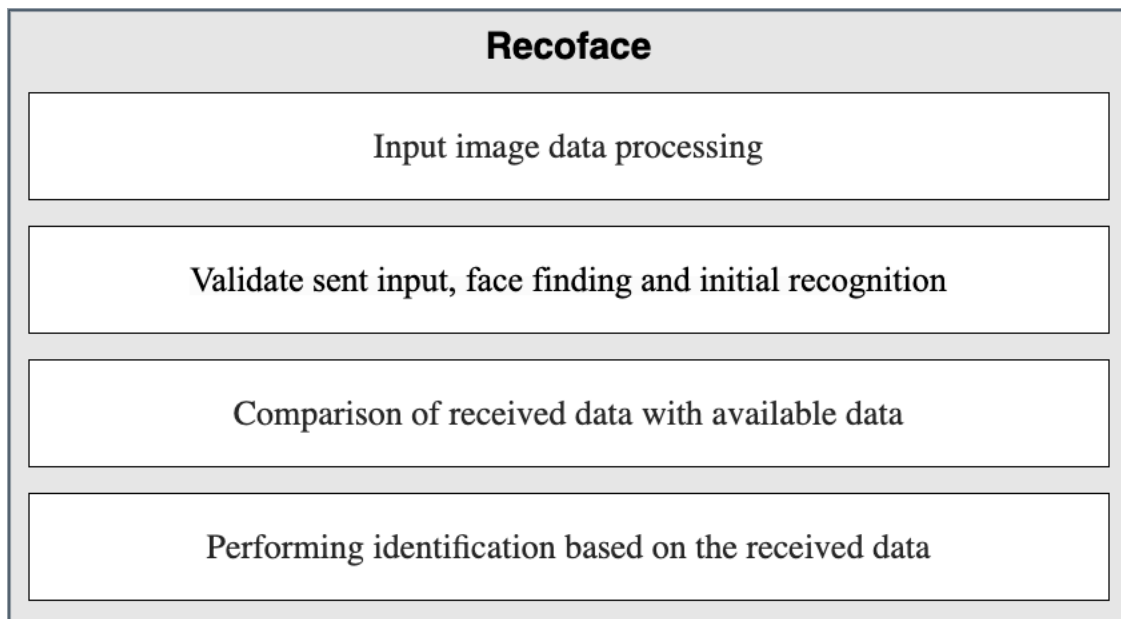 Recoface
Input image data processing
Validate sent input, face finding and initial recognition
Comparison of received data with available data
Performing identification based on the received data